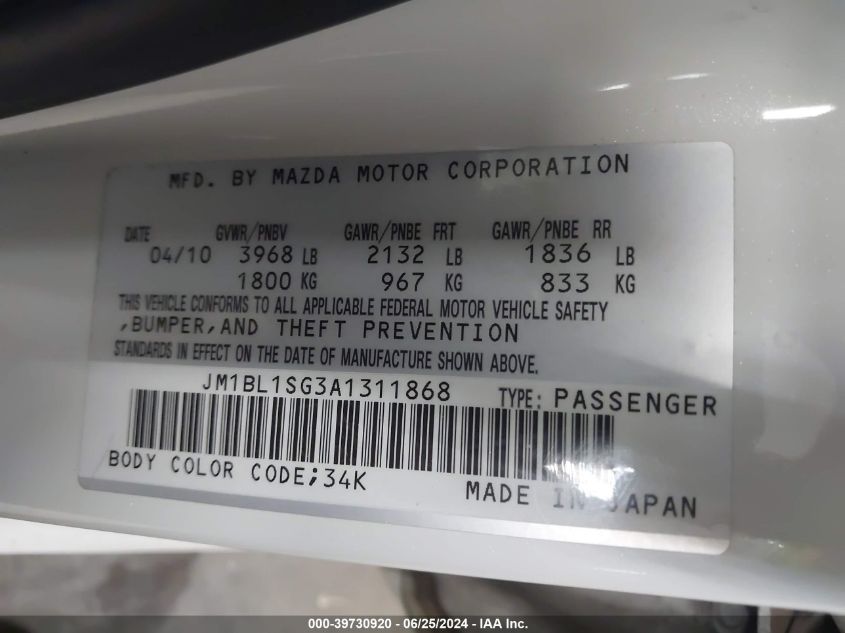 MFD. BY MAZDA MOTOR CORPORATION
DATE GVWR/PNBV GAWR/PNBE FRT GAWR/PNBE RR
04/10 3968 LB 2132 LB 1836 LB
1800 KG 967 KG 833 KG
THIS VEHICLE CONFORMS TO ALL APPLICABLE FEDERAL MOTOR VEHICLE SAFETY
,BUMPER,AND THEFT PREVENTION
STANDARDS IN EFFECT ON THE DATE OF MANUFACTURE SHOWN ABOVE.
JM1BL1SG3A1311868 TYPE: PASSENGER
BODY COLOR CODE;34K MADE IN JAPAN
000-39730920 - 06/25/2024 - IAA Inc.